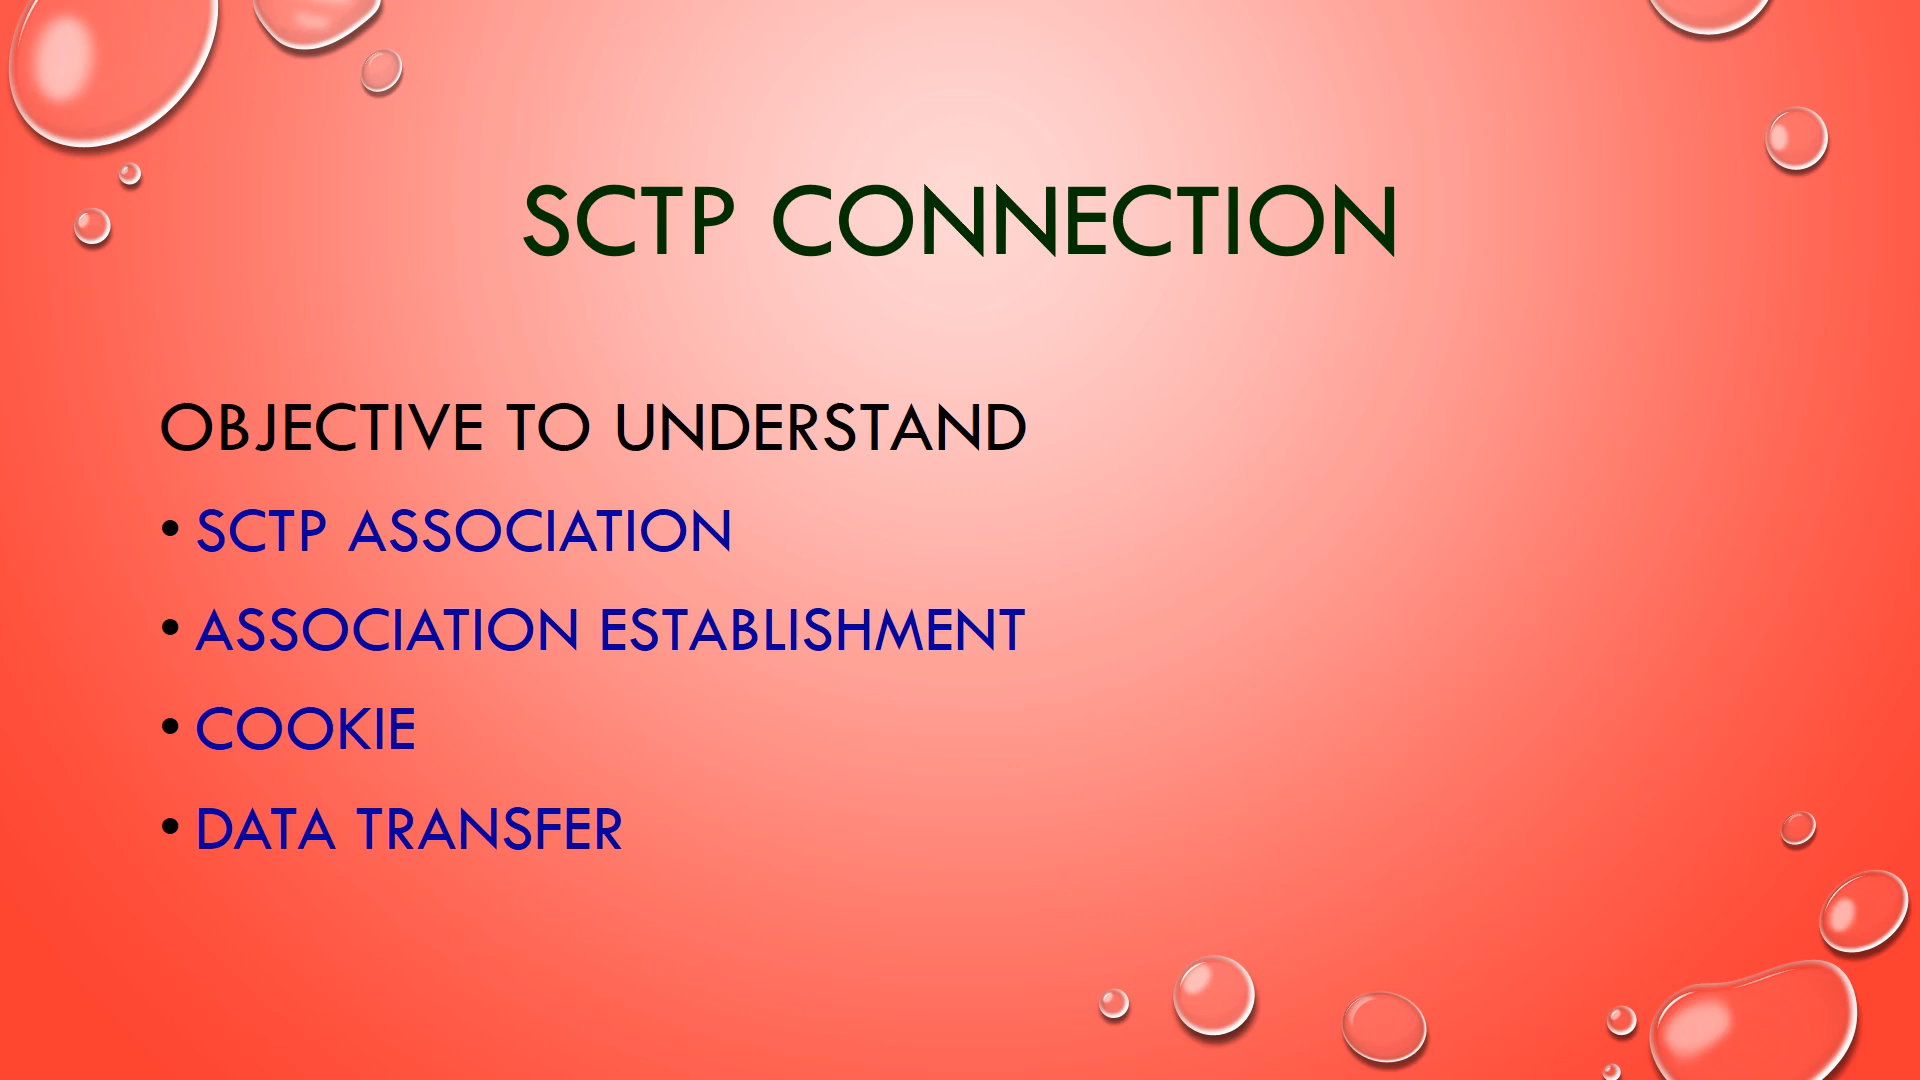 SCTP CONNECTION
OBJECTIVE TO UNDERSTAND
• SCTP ASSOCIATION
• ASSOCIATION ESTABLISHMENT
• COOKIE
• DATA TRANSFER